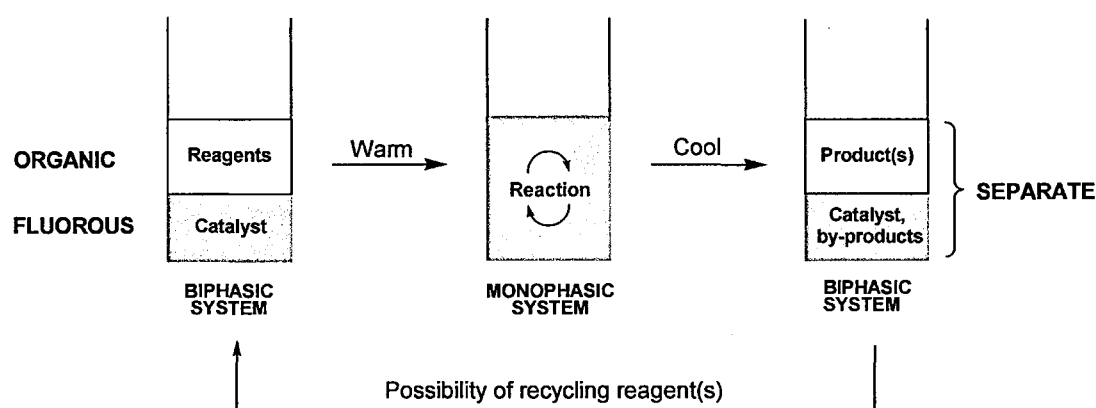 ORGANIC
Reagents
Warm
Reaction
Cool
Product(s)
SEPARATE
FLUOROUS
Catalyst
Catalyst,
by-products
BIPHASIC
SYSTEM
MONOPHASIC
SYSTEM
BIPHASIC
SYSTEM
Possibility of recycling reagent(s)